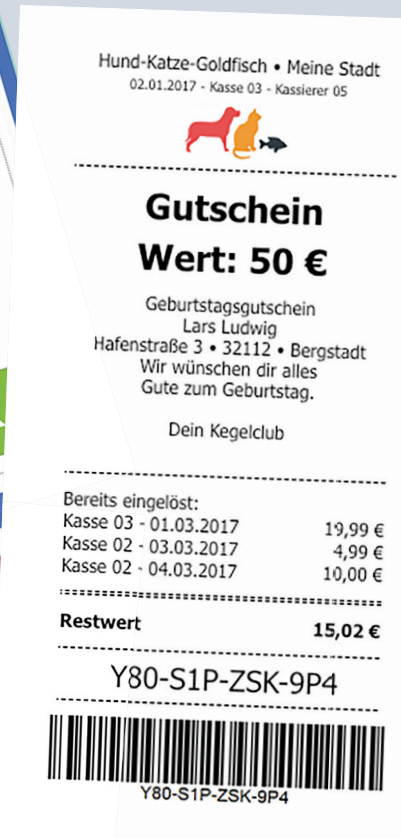 Hund-Katze-Goldfisch • Meine Stadt
02.01.2017 - Kasse 03 - Kassierer 05
Gutschein
Wert: 50 €
Geburtstagsgutschein
Lars Ludwig
Hafenstraße 3 • 32112 • Bergstadt
Wir wünschen dir alles
Gute zum Geburtstag.
Dein Kegelclub
Bereits eingelöst:
Kasse 03 - 01.03.2017 19,99 €
Kasse 02 - 03.03.2017 4,99 €
Kasse 02 - 04.03.2017 10,00 €
Restwert 15,02 €
Y80-S1P-ZSK-9P4
Y80-S1P-ZSK-9P4